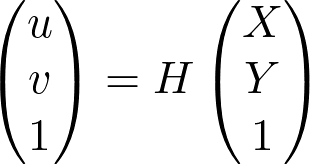 (u v 1) = H (X Y 1)